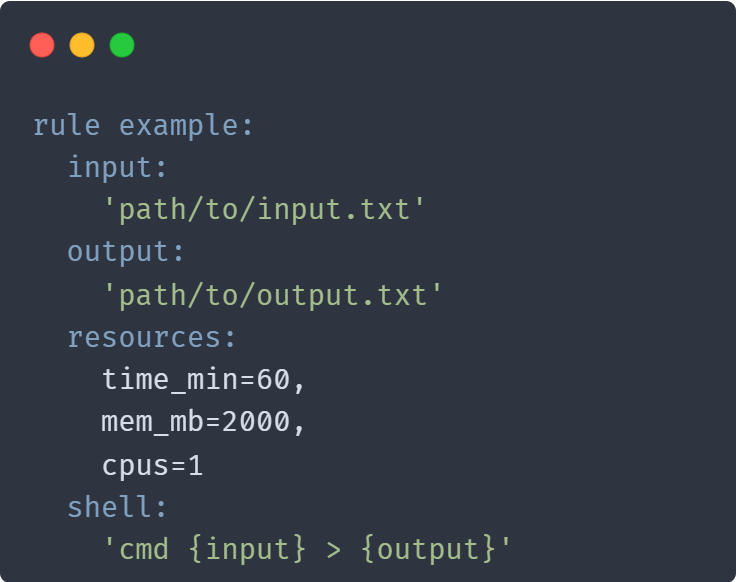 rule example:
  input:
    'path/to/input.txt'
  output:
    'path/to/output.txt'
  resources:
    time_min=60,
    mem_mb=2000,
    cpus=1
  shell:
    'cmd {input} > {output}'